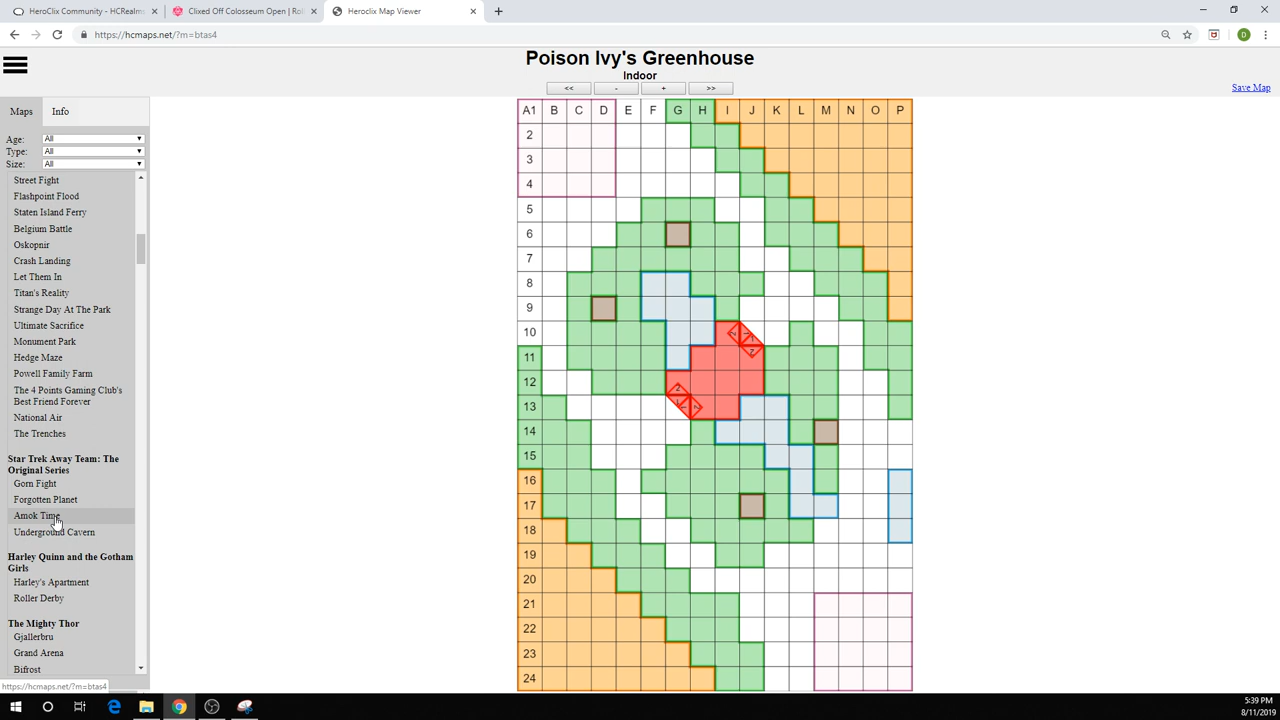 HeroClix Community - HCRealm
Clixed Off Colosseum Open | Rol
Heroclix Map Viewer
https://hcmaps.net/?m=btas4
D
Poison Ivy's Greenhouse
Indoor
<<
-
+
>>
Save Map
Maps
Info
Age: All
Type: All
Size: All
Street Fight
Flashpoint Flood
Staten Island Ferry
Belgium Battle
Oskopnir
Crash Landing
Let Them In
Titan's Reality
Strange Day At The Park
Ultimate Sacrifice
Monument Park
Hedge Maze
Powell Family Farm
The 4 Points Gaming Club's
Best Friend Forever
National Air
The Trenches
Star Trek Away Team: The
Original Series
Gorn Fight
Forgotten Planet
Amok Time
Underground Cavern
Harley Quinn and the Gotham
Girls
Harley's Apartment
Roller Derby
The Mighty Thor
Gjallerbru
Grand Arena
Bifrost
https://hcmaps.net/?m=btas4
A1 B C D E F G H I J K L M N O P
2
3
4
5
6
7
8
9
10
11
12
13
14
15
16
17
18
19
20
21
22
23
24
5:39 PM
8/11/2019